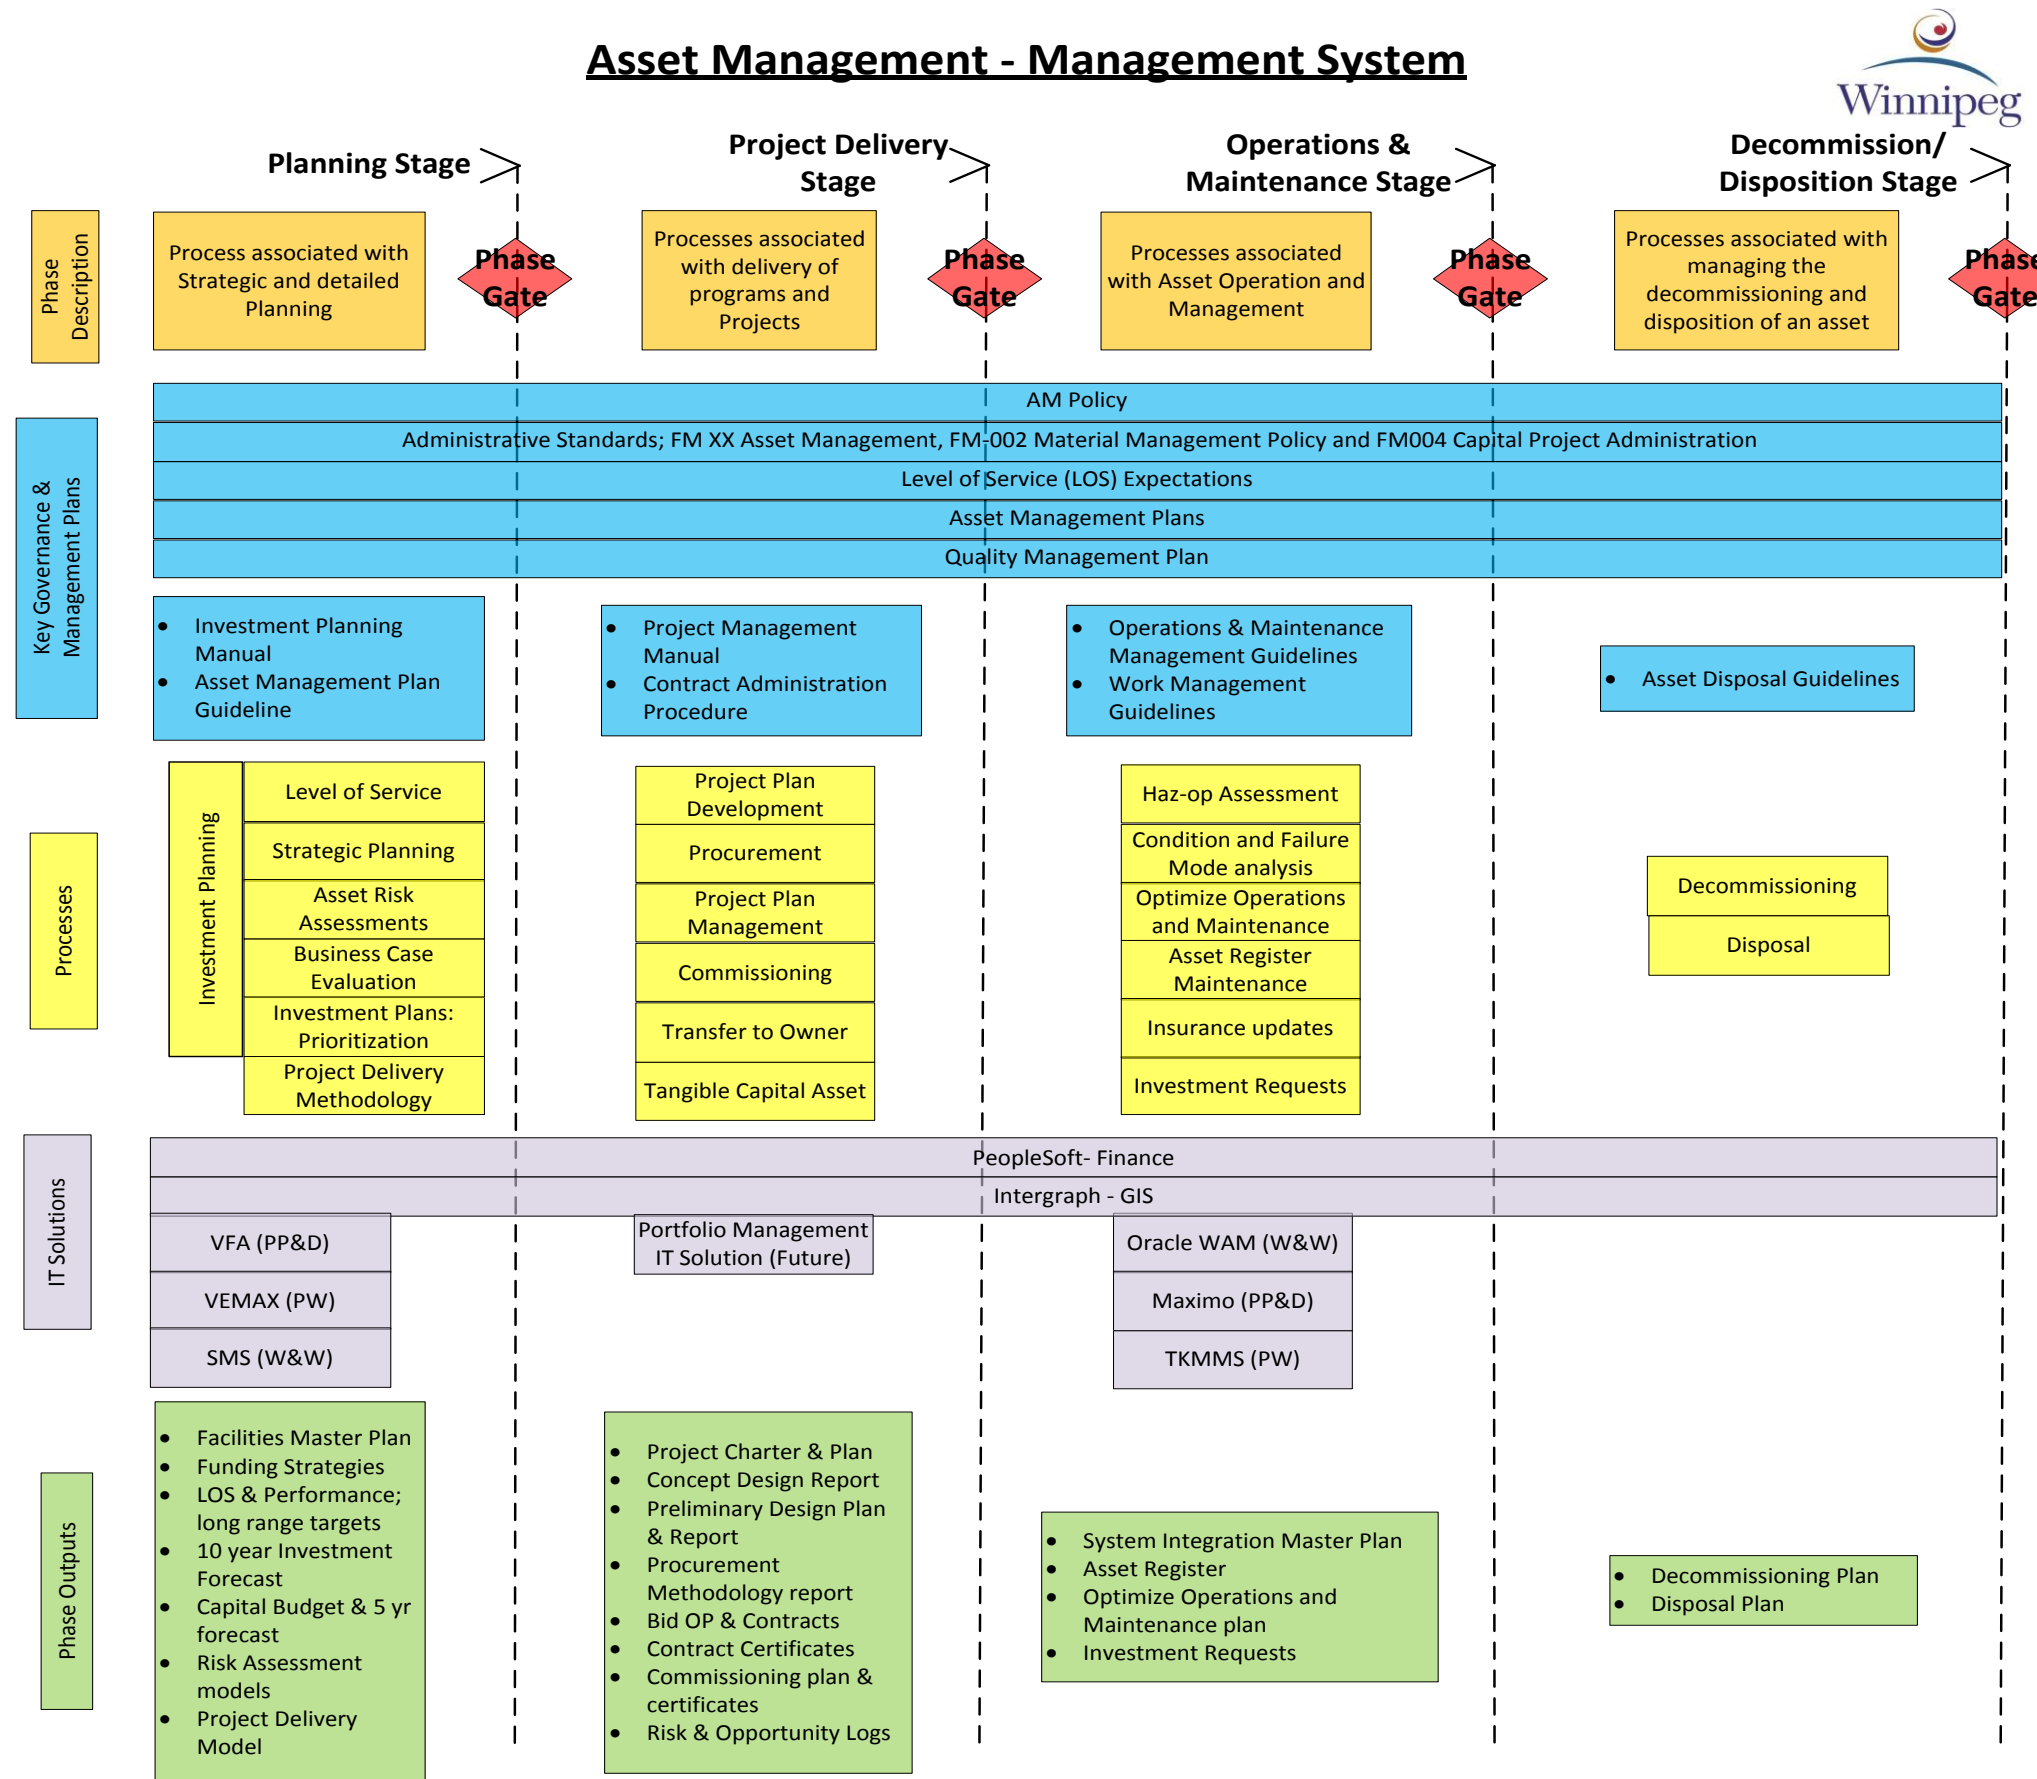 Asset Management - Management System
Winnipeg
Planning Stage
Project Delivery
Stage
Operations &
Maintenance Stage
Decommission/
Disposition Stage
Phase
Description
Process associated with
Strategic and detailed
Planning
Phase
Gate
Processes associated
with delivery of
programs and
Projects
Phase
Gate
Processes associated
with Asset Operation and
Management
Phase
Gate
Processes associated with
managing the
decommissioning and
disposition of an asset
Phase
Gate
Key Governance &
Management Plans
AM Policy
Administrative Standards; FM XX Asset Management, FM-002 Material Management Policy and FM004 Capital Project Administration
Level of Service (LOS) Expectations
Asset Management Plans
Quality Management Plan
• Investment Planning
Manual
• Asset Management Plan
Guideline
• Project Management
Manual
• Contract Administration
Procedure
• Operations & Maintenance
Management Guidelines
• Work Management
Guidelines
• Asset Disposal Guidelines
Processes
Investment Planning
Level of Service
Strategic Planning
Asset Risk
Assessments
Business Case
Evaluation
Investment Plans:
Prioritization
Project Delivery
Methodology
Project Plan
Development
Procurement
Project Plan
Management
Commissioning
Transfer to Owner
Tangible Capital Asset
Haz-op Assessment
Condition and Failure
Mode analysis
Optimize Operations
and Maintenance
Asset Register
Maintenance
Insurance updates
Investment Requests
Decommissioning
Disposal
IT Solutions
PeopleSoft- Finance
Intergraph - GIS
VFA (PP&D)
VEMAX (PW)
SMS (W&W)
Portfolio Management
IT Solution (Future)
Oracle WAM (W&W)
Maximo (PP&D)
TKMMS (PW)
Phase Outputs
• Facilities Master Plan
• Funding Strategies
• LOS & Performance;
long range targets
• 10 year Investment
Forecast
• Capital Budget & 5 yr
forecast
• Risk Assessment
models
• Project Delivery
Model
• Project Charter & Plan
• Concept Design Report
• Preliminary Design Plan
& Report
• Procurement
Methodology report
• Bid OP & Contracts
• Contract Certificates
• Commissioning plan &
certificates
• Risk & Opportunity Logs
• System Integration Master Plan
• Asset Register
• Optimize Operations and
Maintenance plan
• Investment Requests
• Decommissioning Plan
• Disposal Plan